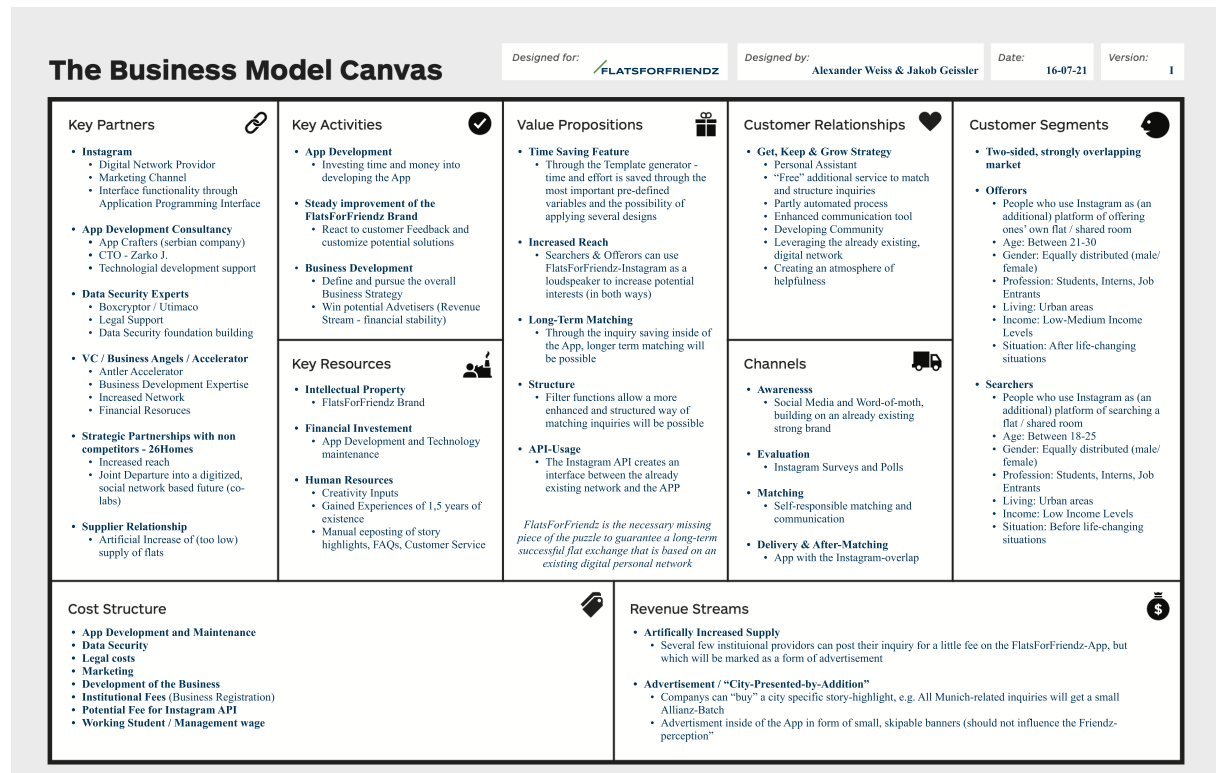 The Business Model Canvas
Designed for:
FLATSFORFRIENDZ
Designed by:
Alexander Weiss & Jakob Geissler
Date:
16-07-21
Version:
I
Key Partners
• Instagram
• Digital Network Providor
• Marketing Channel
• Interface functionality through
Application Programming Interface
• App Development Consultancy
• App Crafters (serbian company)
• CTO - Zarko J.
• Technologial development support
• Data Security Experts
• Boxcryptor / Utimaco
• Legal Support
• Data Security foundation building
• VC / Business Angels / Accelerator
• Antler Accelerator
• Business Development Expertise
• Increased Network
• Financial Resoruces
• Strategic Partnerships with non
competitors - 26Homes
• Increased reach
• Joint Departure into a digitized,
social network based future (co-
labs)
• Supplier Relationship
• Artificial Increase of (too low)
supply of flats
Key Activities
• App Development
• Investing time and money into
developing the App
• Steady improvement of the
FlatsForFriendz Brand
• React to customer Feedback and
customize potential solutions
• Business Development
• Define and pursue the overall
Business Strategy
• Win potential Advetisers (Revenue
Stream - financial stability)
Key Resources
• Intellectual Property
• FlatsForFriendz Brand
• Financial Investement
• App Development and Technology
maintenance
• Human Resources
• Creativity Inputs
• Gained Experiences of 1,5 years of
existence
• Manual eeposting of story
highlights, FAQs, Customer Service
Value Propositions
• Time Saving Feature
• Through the Template generator -
time and effort is saved through the
most important pre-defined
variables and the possibility of
applying several designs
• Increased Reach
• Searchers & Offerors can use
FlatsForFriendz-Instagram as a
loudspeaker to increase potential
interests (in both ways)
• Long-Term Matching
• Through the inquiry saving inside of
the App, longer term matching will
be possible
• Structure
• Filter functions allow a more
enhanced and structured way of
matching inquiries will be possible
• API-Usage
• The Instagram API creates an
interface between the already
existing network and the APP
FlatsForFriendz is the necessary missing
piece of the puzzle to guarantee a long-term
successful flat exchange that is based on an
existing digital personal network
Customer Relationships
• Get, Keep & Grow Strategy
• Personal Assistant
• “Free” additional service to match
and structure inquiries
• Partly automated process
• Enhanced communication tool
• Developing Community
• Leveraging the already existing,
digital network
• Creating an atmosphere of
helpfulness
Channels
• Awarenesss
• Social Media and Word-of-moth,
building on an already existing
strong brand
• Evaluation
• Instagram Surveys and Polls
• Matching
• Self-responsible matching and
communication
• Delivery & After-Matching
• App with the Instagram-overlap
Customer Segments
• Two-sided, strongly overlapping
market
• Offerors
• People who use Instagram as (an
additional) platform of offering
ones’ own flat / shared room
• Age: Between 21-30
• Gender: Equally distributed (male/
female)
• Profession: Students, Interns, Job
Entrants
• Living: Urban areas
• Income: Low-Medium Income
Levels
• Situation: After life-changing
situations
• Searchers
• People who use Instagram as (an
additional) platform of searching a
flat / shared room
• Age: Between 18-25
• Gender: Equally distributed (male/
female)
• Profession: Students, Interns, Job
Entrants
• Living: Urban areas
• Income: Low Income Levels
• Situation: Before life-changing
situations
Cost Structure
• App Development and Maintenance
• Data Security
• Legal costs
• Marketing
• Development of the Business
• Institutional Fees (Business Registration)
• Potential Fee for Instagram API
• Working Student / Management wage
Revenue Streams
$
• Artifically Increased Supply
• Several few instituional providors can post their inquiry for a little fee on the FlatsForFriendz-App, but
which will be marked as a form of advertisement
• Advertisement / “City-Presented-by-Addition”
• Companys can “buy” a city specific story-highlight, e.g. All Munich-related inquiries will get a small
Allianz-Batch
• Advertisment inside of the App in form of small, skipable banners (should not influence the Friendz-
perception”